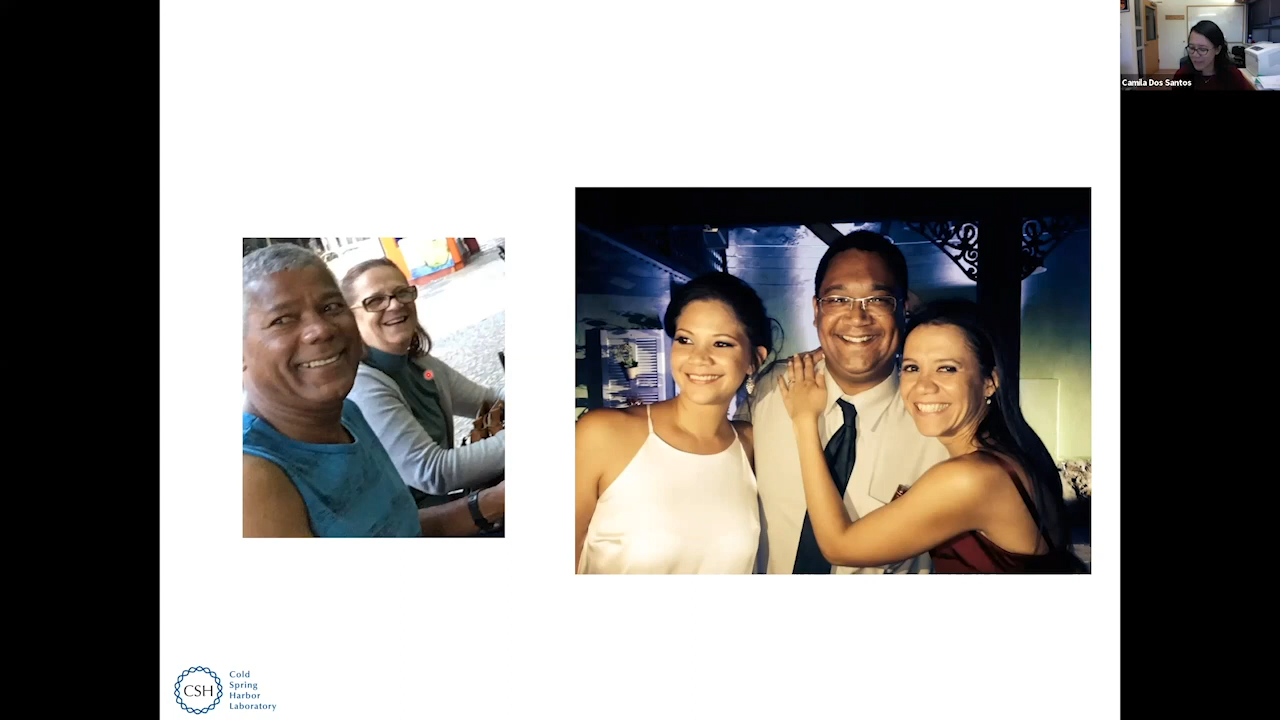 Camila Dos Santos
CSH
Cold
Spring
Harbor
Laboratory